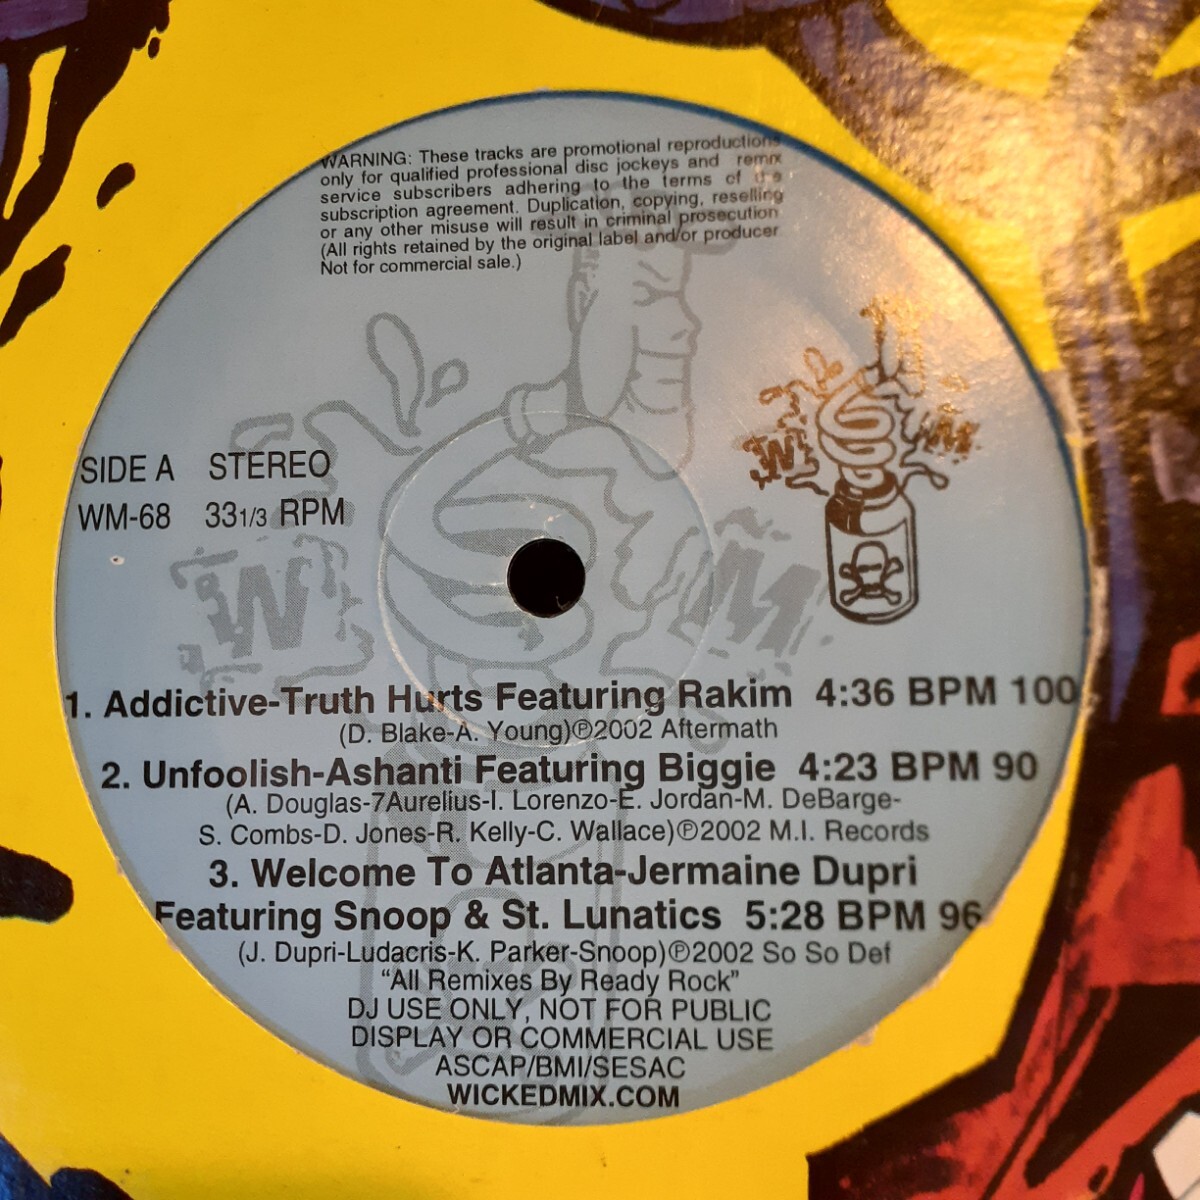 WARNING: These tracks are promotional reproductions
only for qualified professional disc jockeys and remix
service subscribers adhering to the terms of the
subscription agreement. Duplication, copying, reselling
or any other misuse will result in criminal prosecution
(All rights retained by the original label and/or producer
Not for commercial sale.)
W M
SIDE A STEREO
WM-68 33 1/3 RPM
W M
1. Addictive-Truth Hurts Featuring Rakim 4:36 BPM 100
(D. Blake-A. Young)℗2002 Aftermath
2. Unfoolish-Ashanti Featuring Biggie 4:23 BPM 90
(A. Douglas-7Aurelius-I. Lorenzo-E. Jordan-M. DeBarge-
S. Combs-D. Jones-R. Kelly-C. Wallace)℗2002 M.I. Records
3. Welcome To Atlanta-Jermaine Dupri
Featuring Snoop & St. Lunatics 5:28 BPM 96
(J. Dupri-Ludacris-K. Parker-Snoop)℗2002 So So Def
“All Remixes By Ready Rock”
DJ USE ONLY, NOT FOR PUBLIC
DISPLAY OR COMMERCIAL USE
ASCAP/BMI/SESAC
WICKEDMIX.COM